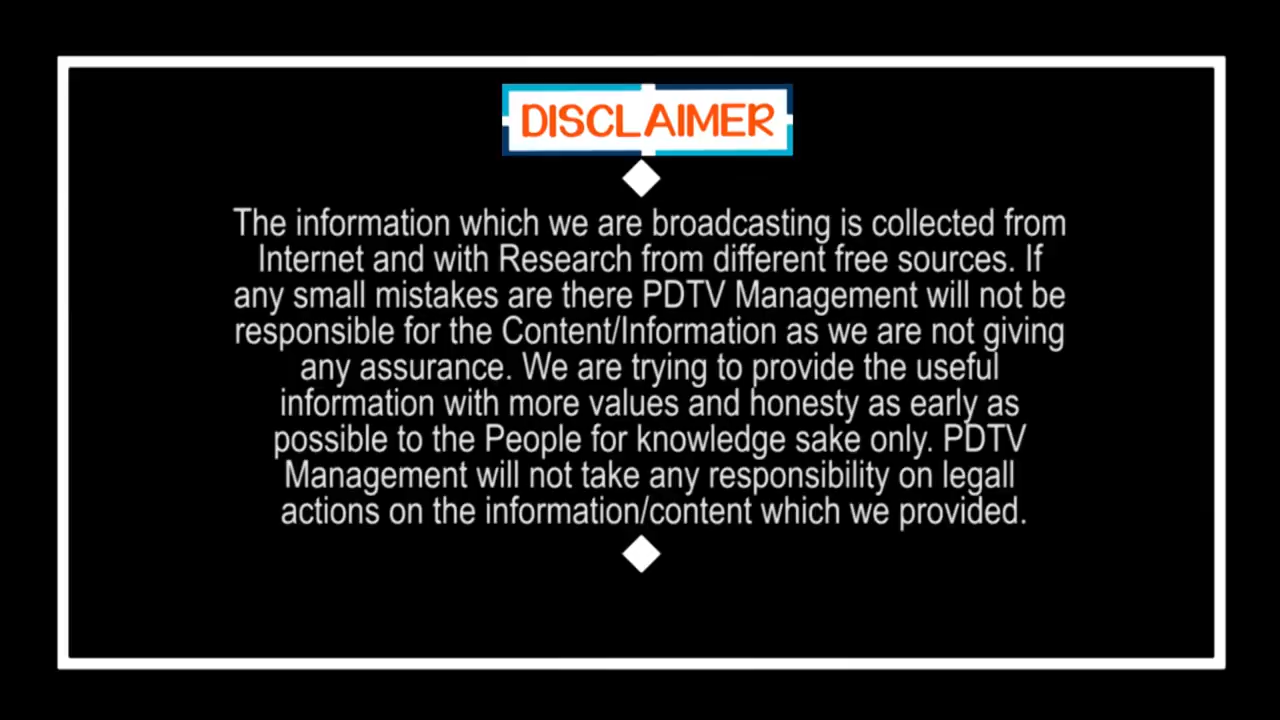 DISCLAIMER
The information which we are broadcasting is collected from
Internet and with Research from different free sources. If
any small mistakes are there PDTV Management will not be
responsible for the Content/Information as we are not giving
any assurance. We are trying to provide the useful
information with more values and honesty as early as
possible to the People for knowledge sake only. PDTV
Management will not take any responsibility on legall
actions on the information/content which we provided.